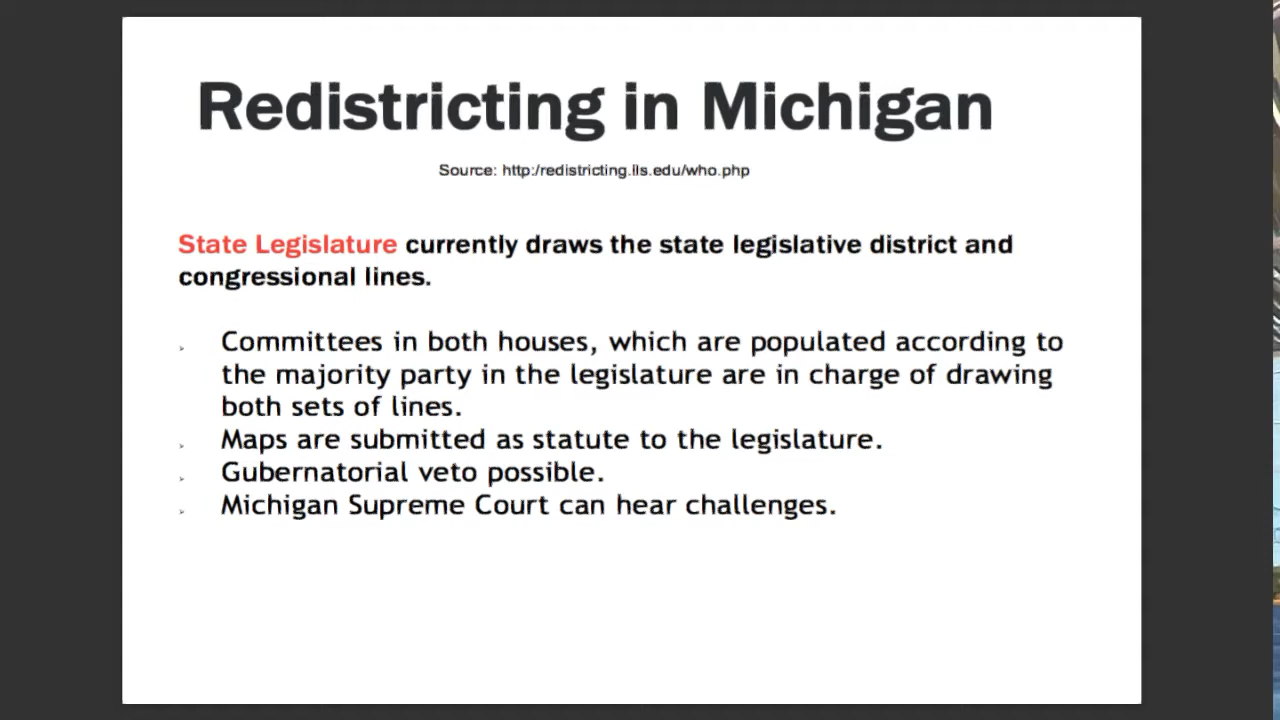 Redistricting in Michigan
Source: http:/redistricting.lls.edu/who.php
State Legislature currently draws the state legislative district and
congressional lines.
Committees in both houses, which are populated according to
the majority party in the legislature are in charge of drawing
both sets of lines.
Maps are submitted as statute to the legislature.
Gubernatorial veto possible.
Michigan Supreme Court can hear challenges.